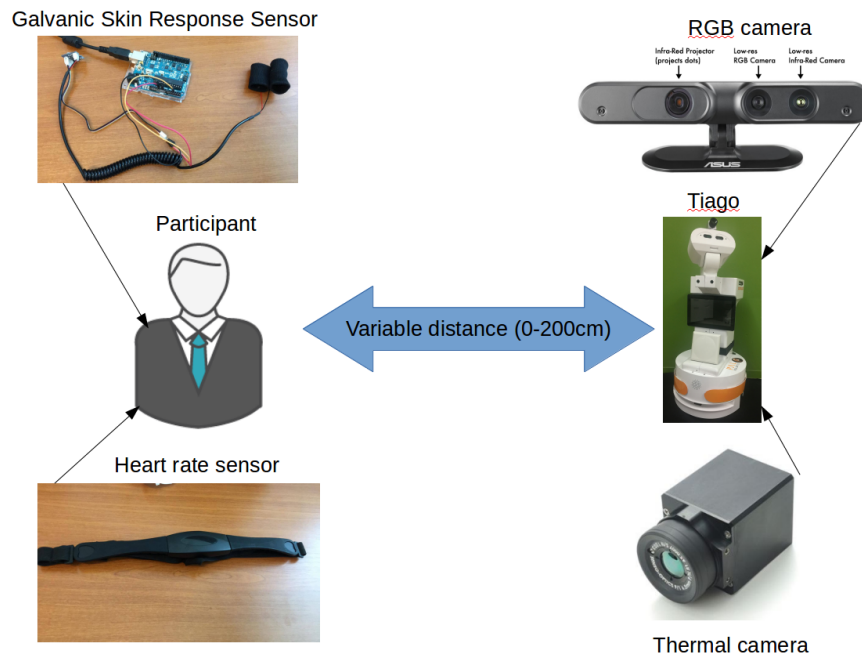 Galvanic Skin Response Sensor
RGB camera
Infra-Red Projector
(projects dots)
Low-res
RGB Camera
Low-res
Infra-Red Camera
ASUS
Participant
Tiago
Variable distance (0-200cm)
Heart rate sensor
Thermal camera